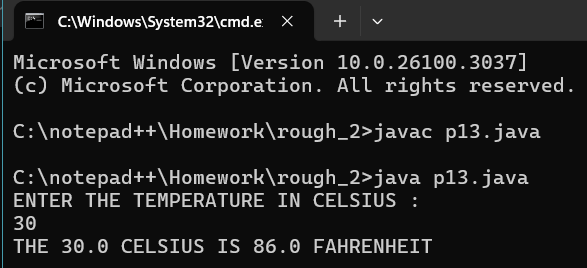 C:\Windows\System32\cmd.e
Microsoft Windows [Version 10.0.26100.3037]
(c) Microsoft Corporation. All rights reserved.
C:\notepad++\Homework\rough_2>javac p13.java
C:\notepad++\Homework\rough_2>java p13.java
ENTER THE TEMPERATURE IN CELSIUS :
30
THE 30.0 CELSIUS IS 86.0 FAHRENHEIT